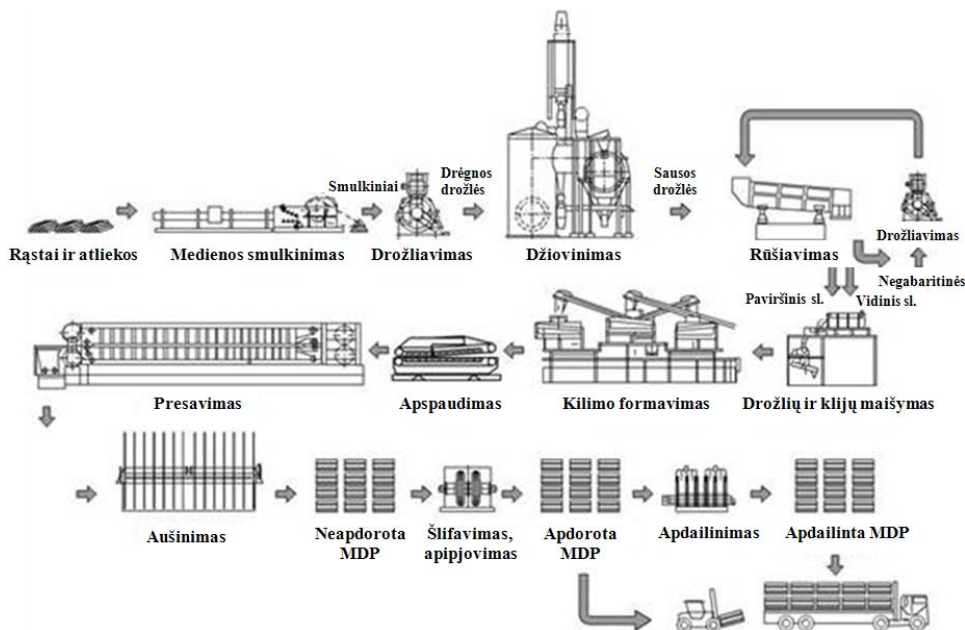 Rąstai ir atliekos
Medienos smulkinimas
Smulkiniai
Drožliavimas
Drėgnos
drožlės
Džiovinimas
Sausos
drožlės
Rūšiavimas
Drožliavimas
Negabaritinės
Paviršinis sl.
Vidinis sl.
Presavimas
Apspaudimas
Kilimo formavimas
Drožlių ir klijų maišymas
Aušinimas
Neapdorota
MDP
Šlifavimas,
apipjovimas
Apdorota
MDP
Apdailinimas
Apdailinta MDP